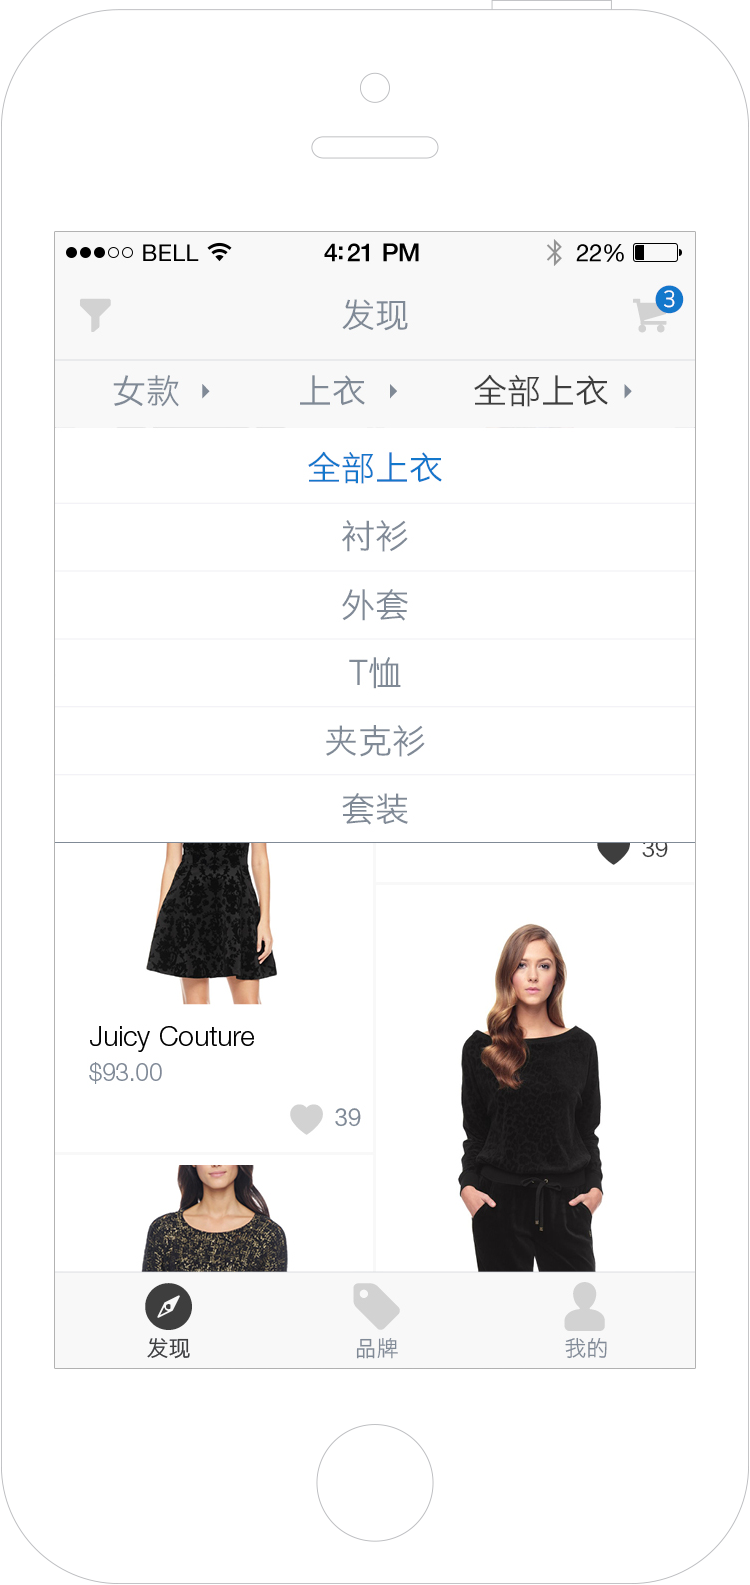 BELL 4:21 PM 22%
发现 3
女款 上衣 全部上衣
全部上衣
衬衫
外套
T恤
夹克衫
套装
39
Juicy Couture
$93.00
39
发现 品牌 我的